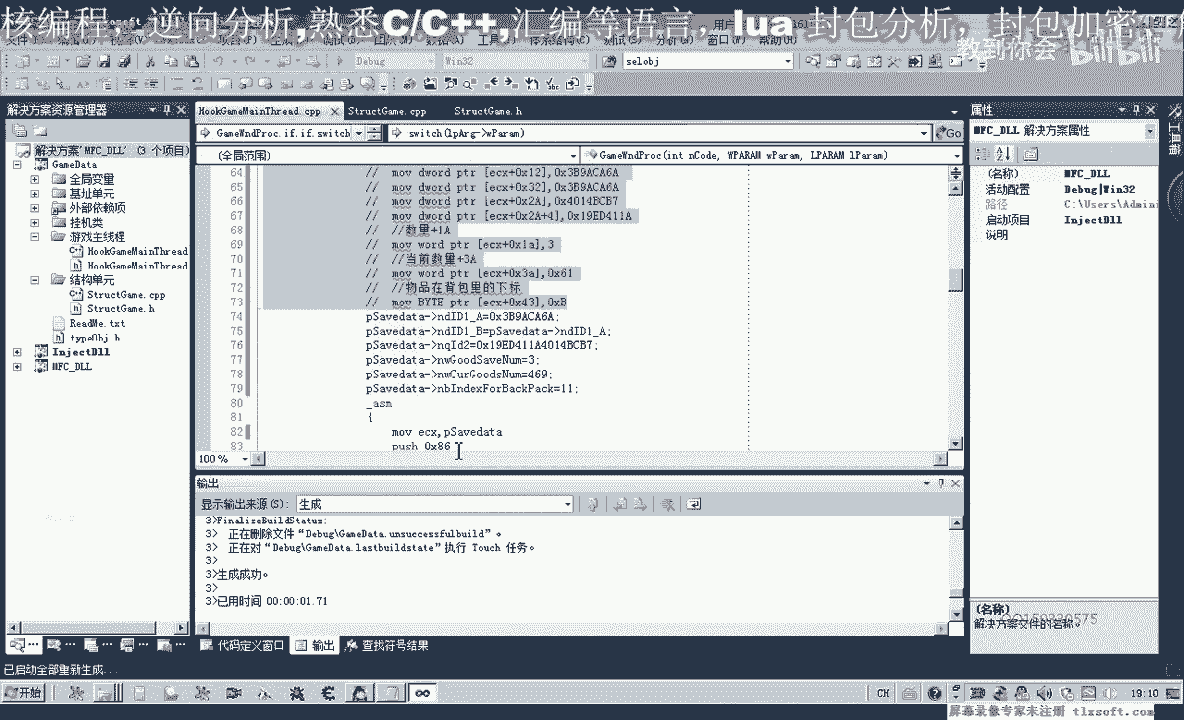 核编程，逆向分析,熟悉C/C++,汇编等语言，lua 封包分析，封包加密
教到你会 bilibili
Debug Win32 selobj
解决方案资源管理器
HookGameMainThread.cpp StructGame.cpp StructGame.h
属性
GameWndProc.if.if.switch switch(lpArg->wParam) Go
MFC_DLL 解决方案属性
(全局范围) GameWndProc(int nCode, WPARAM wParam, LPARAM lParam)
解决方案'MFC_DLL' (3 个项目)
GameData
全局变量
基址单元
外部依赖项
挂机类
游戏主线程
HookGameMainThread
HookGameMainThread
结构单元
StructGame.cpp
StructGame.h
ReadMe.txt
typeObj.h
InjectDll
MFC_DLL
64 // mov dword ptr [ecx+0x12],0x3B9ACA6A
65 // mov dword ptr [ecx+0x32],0x3B9ACA6A
66 // mov dword ptr [ecx+0x2A],0x4014BCB7
67 // mov dword ptr [ecx+0x2A+4],0x19ED411A
68 // //数量+1A
69 // mov word ptr [ecx+0x1a],3
70 // //当前数量+3A
71 // mov word ptr [ecx+0x3a],0x61
72 // //物品在背包里的下标
73 // mov BYTE ptr [ecx+0x43],0xB
74 pSavedata->ndID1_A=0x3B9ACA6A;
75 pSavedata->ndID1_B=pSavedata->ndID1_A;
76 pSavedata->nqId2=0x19ED411A4014BCB7;
77 pSavedata->nwGoodSaveNum=3;
78 pSavedata->nwCurGoodsNum=469;
79 pSavedata->nbIndexForBackPack=11;
80 _asm
81 {
82 mov ecx,pSavedata
83 push 0x86
100 %
(名称) MFC_DLL
活动配置 Debug|Win32
路径 C:\Users\Admini
启动项目 InjectDll
说明
输出
显示输出来源(S): 生成
3>FinalizeBuildStatus:
3> 正在删除文件“Debug\GameData.unsuccessfulbuild”。
3> 正在对“Debug\GameData.lastbuildstate”执行 Touch 任务。
3>
3>生成成功。
3>
3>已用时间 00:00:01.71
(名称)
解决方案文件的名称。
代码定义窗口 输出 查找符号结果
已启动全部重新生成...
开始 CH 19:10
屏幕录像专家未注册 tlxsoft.com